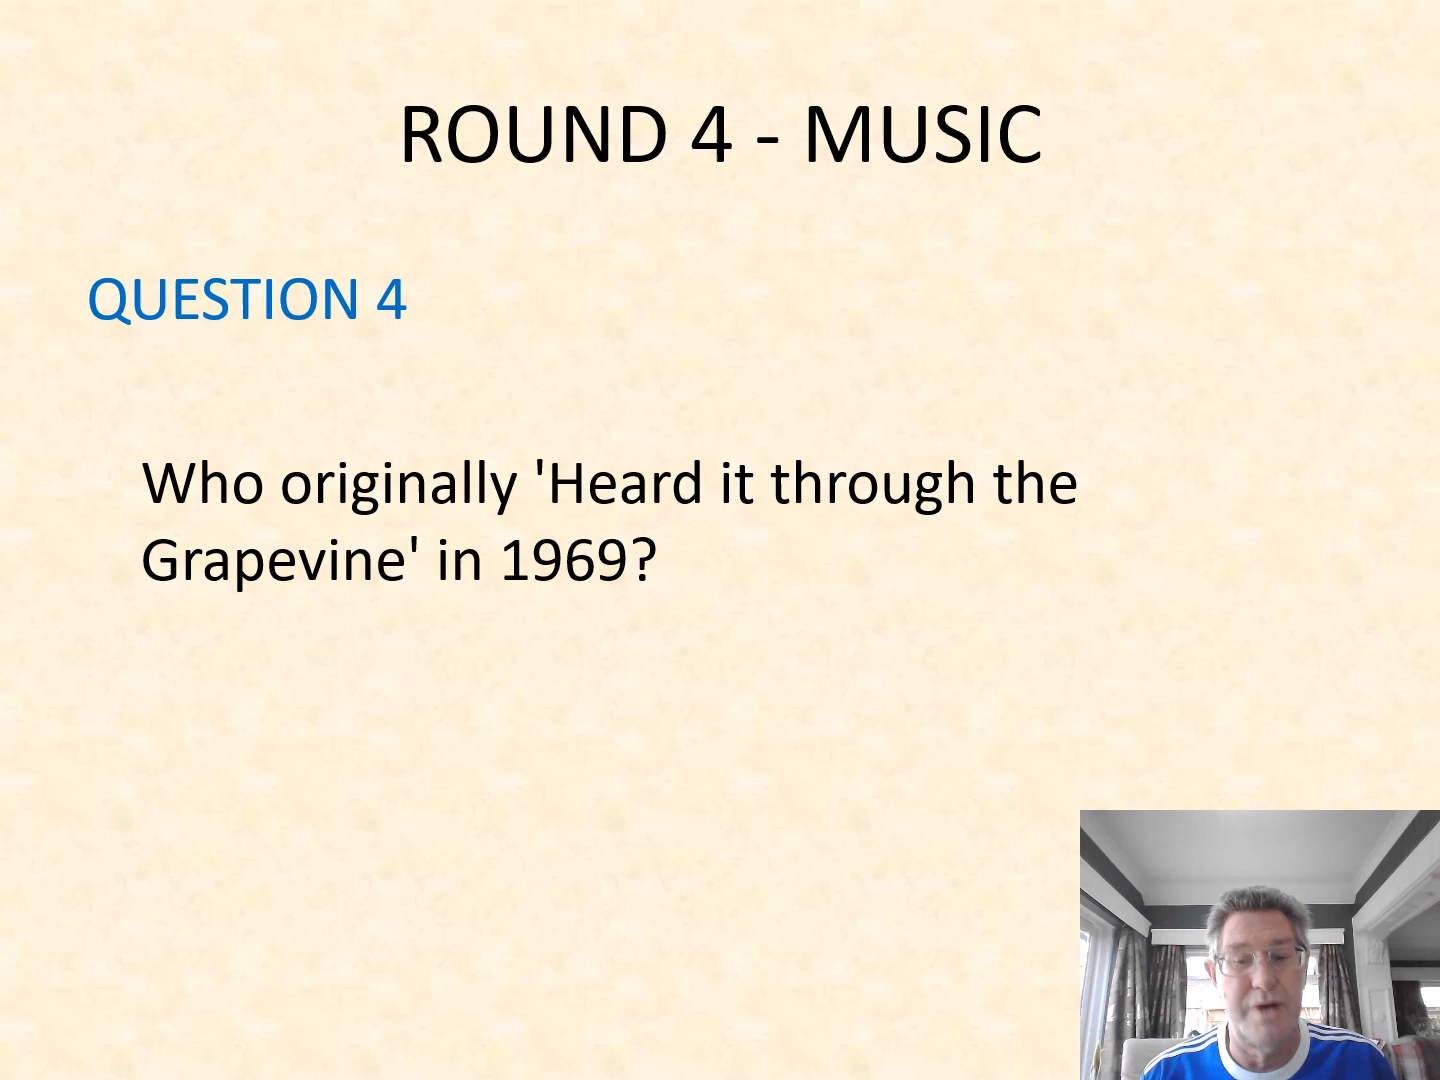 ROUND 4 - MUSIC
QUESTION 4
Who originally 'Heard it through the
Grapevine' in 1969?